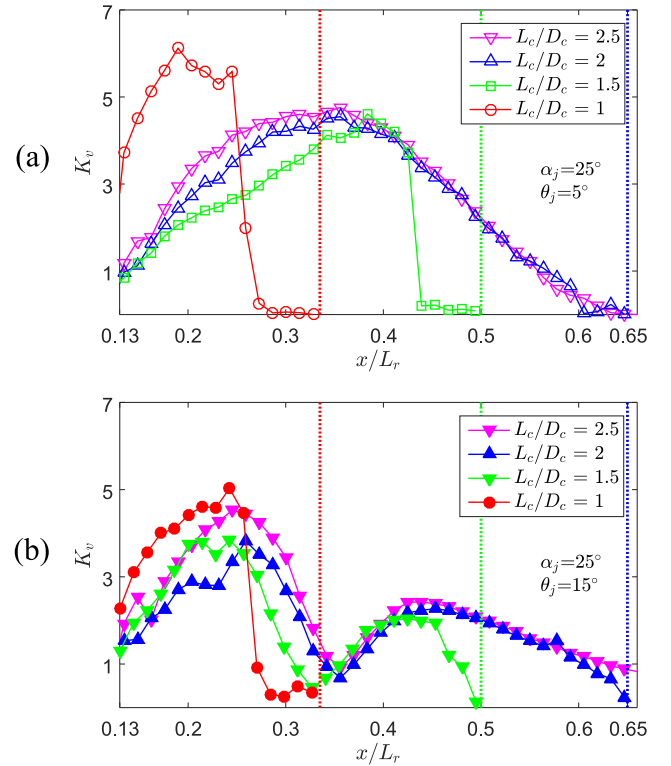 (a)
7
5
3
1
K_v
L_c/D_c = 2.5
L_c/D_c = 2
L_c/D_c = 1.5
L_c/D_c = 1
α_j=25°
θ_j=5°
0.13 0.2 0.3 0.4 0.5 0.6 0.65
x/L_r
(b)
7
5
3
1
K_v
L_c/D_c = 2.5
L_c/D_c = 2
L_c/D_c = 1.5
L_c/D_c = 1
α_j=25°
θ_j=15°
0.13 0.2 0.3 0.4 0.5 0.6 0.65
x/L_r